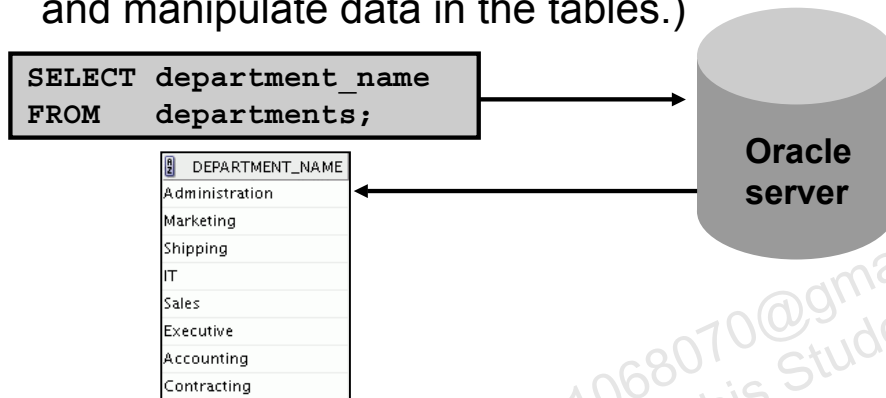 and manipulate data in the tables.)
SELECT department_name
FROM departments;
Oracle
server
DEPARTMENT_NAME
Administration
Marketing
Shipping
IT
Sales
Executive
Accounting
Contracting